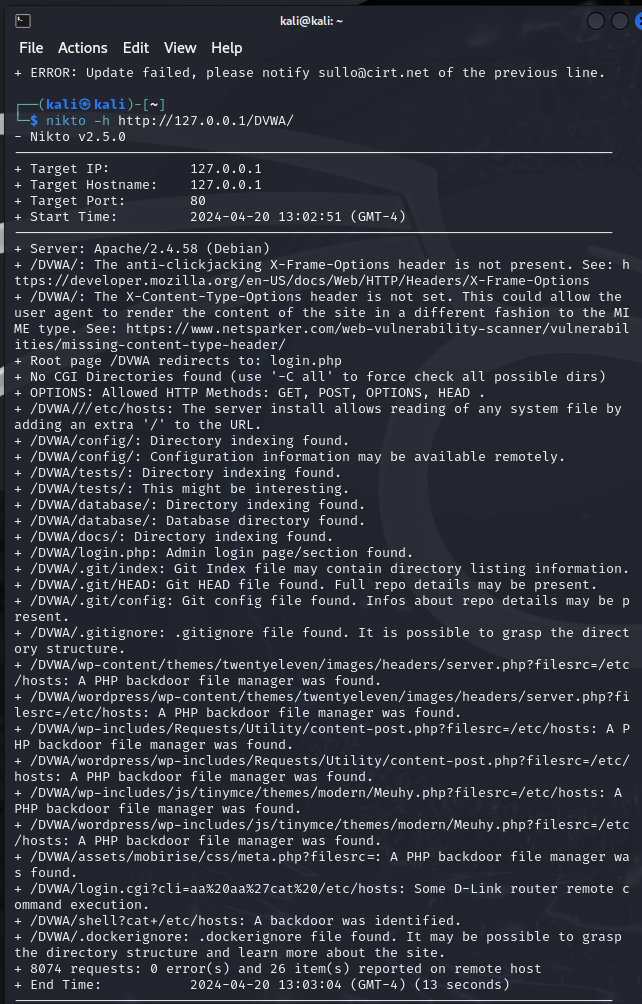 kali@kali: ~
File Actions Edit View Help
+ ERROR: Update failed, please notify sullo@cirt.net of the previous line.
┌──(kali㉿kali)-[~]
└─$ nikto -h http://127.0.0.1/DVWA/
- Nikto v2.5.0
+ Target IP: 127.0.0.1
+ Target Hostname: 127.0.0.1
+ Target Port: 80
+ Start Time: 2024-04-20 13:02:51 (GMT-4)
+ Server: Apache/2.4.58 (Debian)
+ /DVWA/: The anti-clickjacking X-Frame-Options header is not present. See: h
ttps://developer.mozilla.org/en-US/docs/Web/HTTP/Headers/X-Frame-Options
+ /DVWA/: The X-Content-Type-Options header is not set. This could allow the
user agent to render the content of the site in a different fashion to the MI
ME type. See: https://www.netsparker.com/web-vulnerability-scanner/vulnerabil
ities/missing-content-type-header/
+ Root page /DVWA redirects to: login.php
+ No CGI Directories found (use '-C all' to force check all possible dirs)
+ OPTIONS: Allowed HTTP Methods: GET, POST, OPTIONS, HEAD .
+ /DVWA///etc/hosts: The server install allows reading of any system file by
adding an extra '/' to the URL.
+ /DVWA/config/: Directory indexing found.
+ /DVWA/config/: Configuration information may be available remotely.
+ /DVWA/tests/: Directory indexing found.
+ /DVWA/tests/: This might be interesting.
+ /DVWA/database/: Directory indexing found.
+ /DVWA/database/: Database directory found.
+ /DVWA/docs/: Directory indexing found.
+ /DVWA/login.php: Admin login page/section found.
+ /DVWA/.git/index: Git Index file may contain directory listing information.
+ /DVWA/.git/HEAD: Git HEAD file found. Full repo details may be present.
+ /DVWA/.git/config: Git config file found. Infos about repo details may be p
resent.
+ /DVWA/.gitignore: .gitignore file found. It is possible to grasp the direct
ory structure.
+ /DVWA/wp-content/themes/twentyeleven/images/headers/server.php?filesrc=/etc
/hosts: A PHP backdoor file manager was found.
+ /DVWA/wordpress/wp-content/themes/twentyeleven/images/headers/server.php?fi
lesrc=/etc/hosts: A PHP backdoor file manager was found.
+ /DVWA/wp-includes/Requests/Utility/content-post.php?filesrc=/etc/hosts: A P
HP backdoor file manager was found.
+ /DVWA/wordpress/wp-includes/Requests/Utility/content-post.php?filesrc=/etc/
hosts: A PHP backdoor file manager was found.
+ /DVWA/wp-includes/js/tinymce/themes/modern/Meuhy.php?filesrc=/etc/hosts: A
PHP backdoor file manager was found.
+ /DVWA/wordpress/wp-includes/js/tinymce/themes/modern/Meuhy.php?filesrc=/etc
/hosts: A PHP backdoor file manager was found.
+ /DVWA/assets/mobirise/css/meta.php?filesrc=: A PHP backdoor file manager wa
s found.
+ /DVWA/login.cgi?cli=aa%20aa%27cat%20/etc/hosts: Some D-Link router remote c
ommand execution.
+ /DVWA/shell?cat+/etc/hosts: A backdoor was identified.
+ /DVWA/.dockerignore: .dockerignore file found. It may be possible to grasp
the directory structure and learn more about the site.
+ 8074 requests: 0 error(s) and 26 item(s) reported on remote host
+ End Time: 2024-04-20 13:03:04 (GMT-4) (13 seconds)